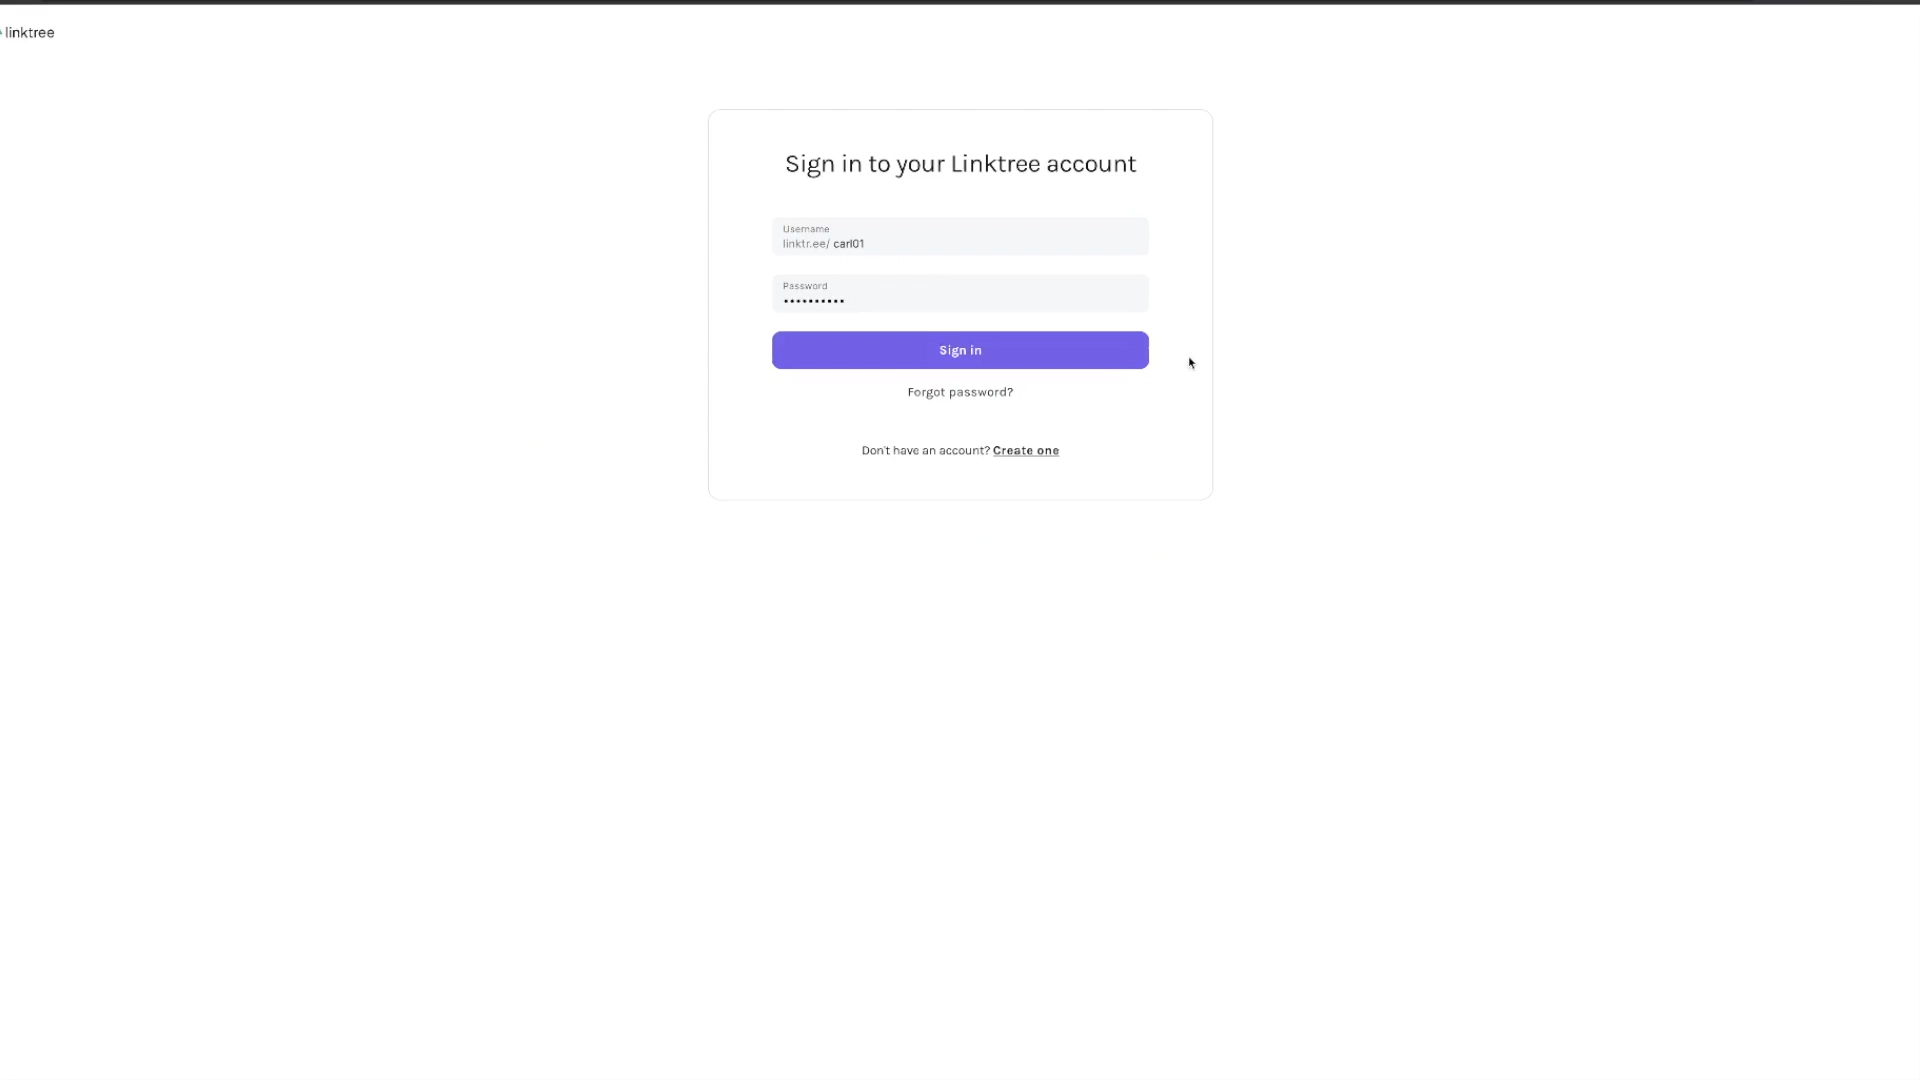 linktree
Sign in to your Linktree account
Username
linktr.ee/ carl01
Password
••••••••••
Sign in
Forgot password?
Don't have an account? Create one